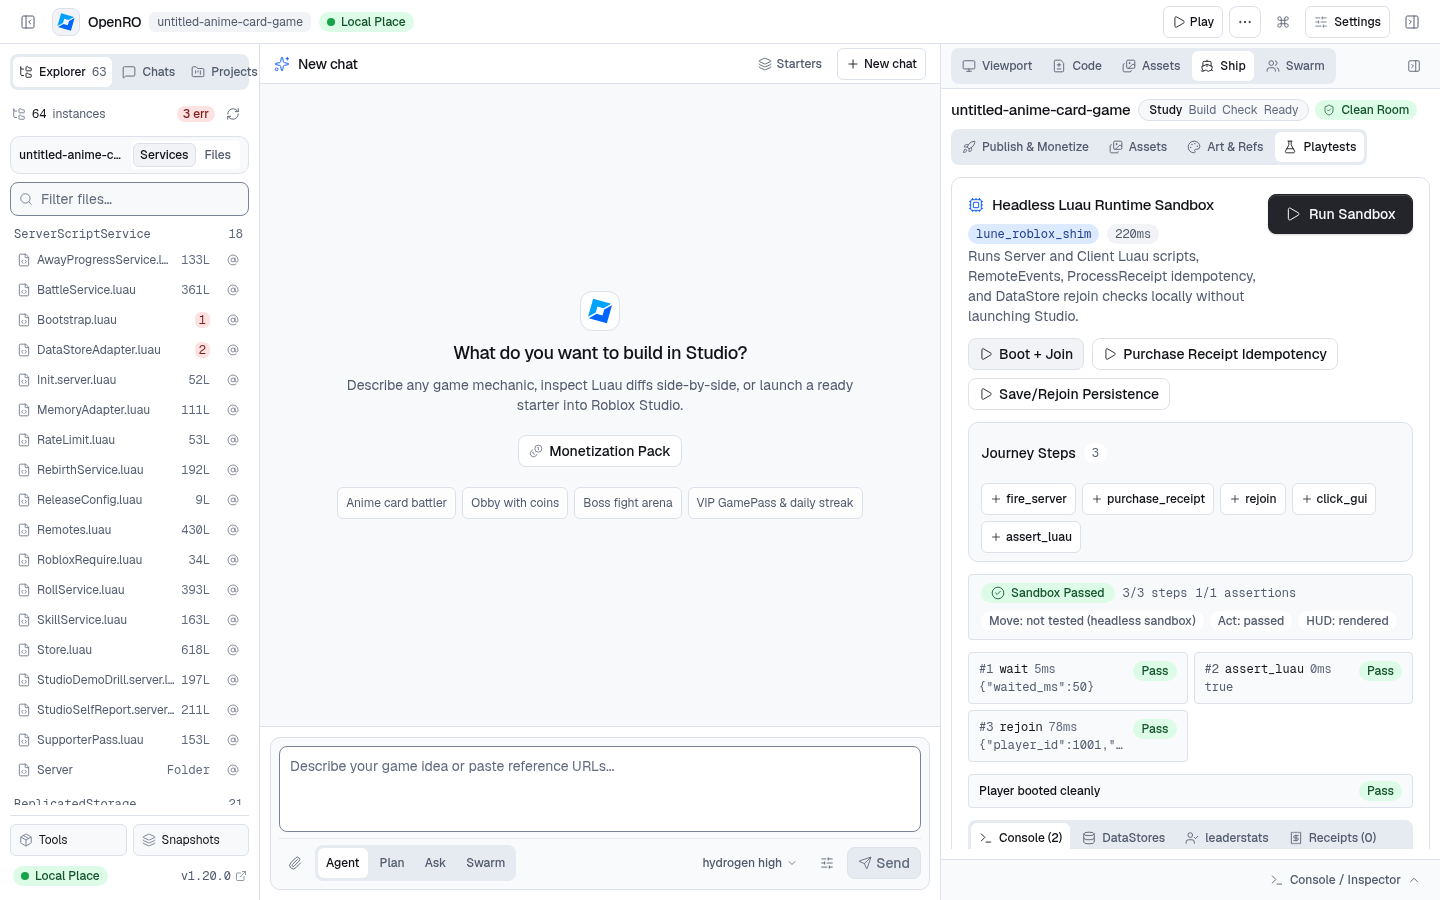 OpenRO
untitled-anime-card-game
Local Place
Play
Settings
Explorer 63
Chats
Projects
64 instances
3 err
untitled-anime-c...
Services
Files
Filter files...
ServerScriptService 18
AwayProgressService.l... 133L
BattleService.luau 361L
Bootstrap.luau 1
DataStoreAdapter.luau 2
Init.server.luau 52L
MemoryAdapter.luau 111L
RateLimit.luau 53L
RebirthService.luau 192L
ReleaseConfig.luau 9L
Remotes.luau 430L
RobloxRequire.luau 34L
RollService.luau 393L
SkillService.luau 163L
Store.luau 618L
StudioDemoDrill.server.l... 197L
StudioSelfReport.server... 211L
SupporterPass.luau 153L
Server Folder
ReplicatedStorage 21
Tools
Snapshots
Local Place
v1.20.0
New chat
Starters
New chat
What do you want to build in Studio?
Describe any game mechanic, inspect Luau diffs side-by-side, or launch a ready
starter into Roblox Studio.
Monetization Pack
Anime card battler
Obby with coins
Boss fight arena
VIP GamePass & daily streak
Describe your game idea or paste reference URLs...
Agent
Plan
Ask
Swarm
hydrogen high
Send
Viewport
Code
Assets
Ship
Swarm
untitled-anime-card-game
Study Build Check Ready
Clean Room
Publish & Monetize
Assets
Art & Refs
Playtests
Headless Luau Runtime Sandbox
lune_roblox_shim
220ms
Run Sandbox
Runs Server and Client Luau scripts,
RemoteEvents, ProcessReceipt idempotency,
and DataStore rejoin checks locally without
launching Studio.
Boot + Join
Purchase Receipt Idempotency
Save/Rejoin Persistence
Journey Steps 3
+ fire_server
+ purchase_receipt
+ rejoin
+ click_gui
+ assert_luau
Sandbox Passed 3/3 steps 1/1 assertions
Move: not tested (headless sandbox)
Act: passed
HUD: rendered
#1 wait 5ms Pass
{"waited_ms":50}
#2 assert_luau 0ms Pass
true
#3 rejoin 78ms Pass
{"player_id":1001,"...
Player booted cleanly Pass
Console (2)
DataStores
leaderstats
Receipts (0)
Console / Inspector